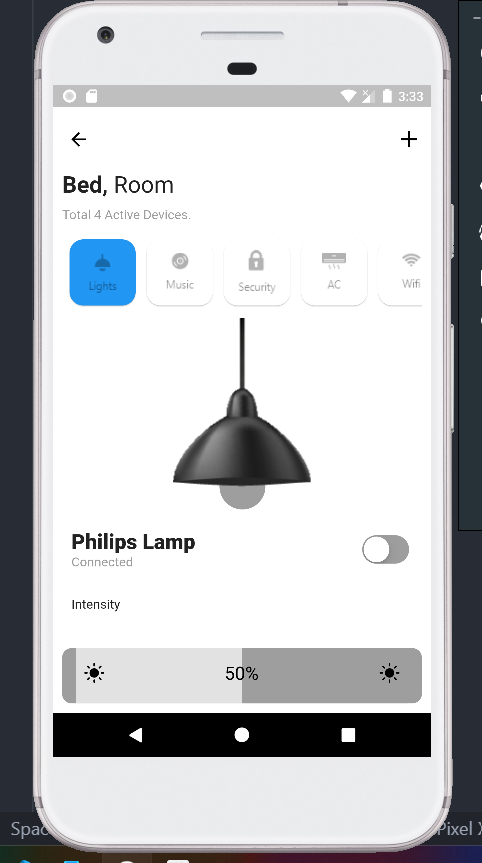 3:33
Bed, Room
Total 4 Active Devices.
Lights
Music
Security
AC
Wifi
Philips Lamp
Connected
Intensity
50%
Spac
Pixel X